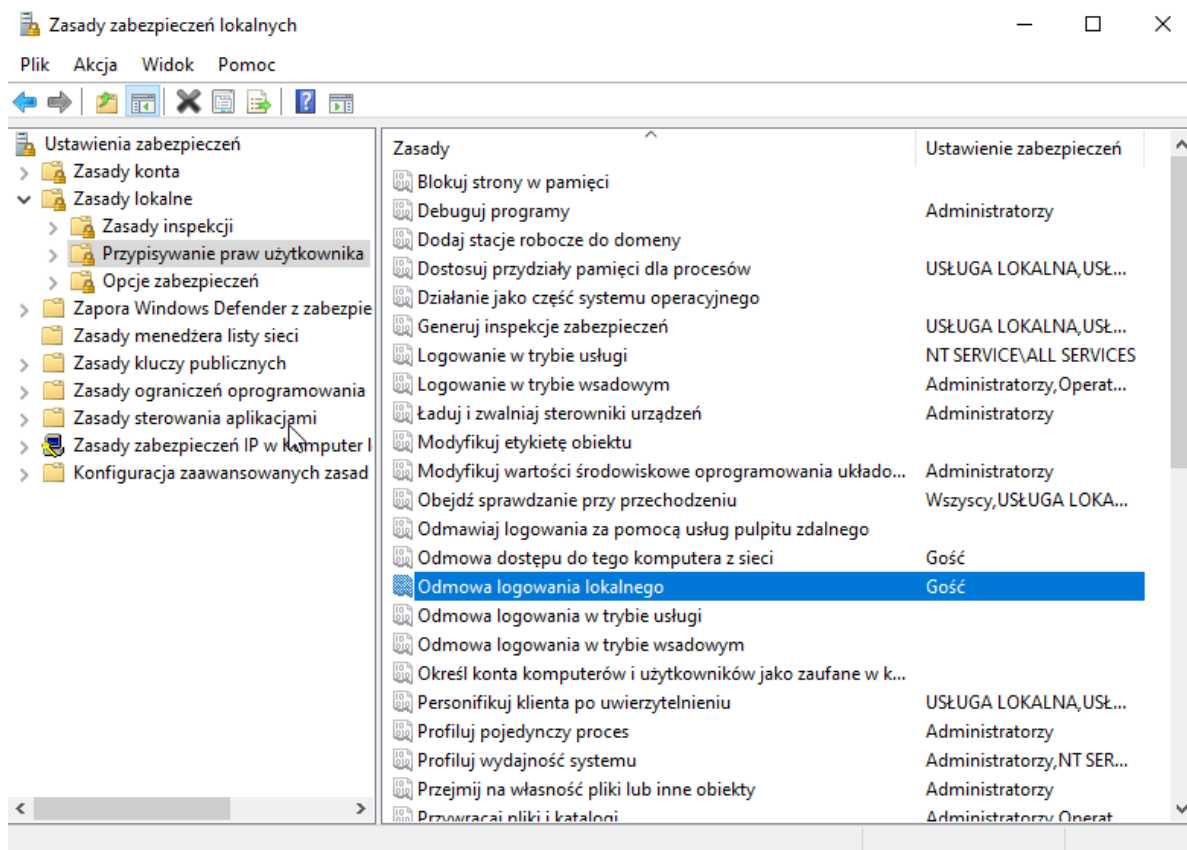 Zasady zabezpieczeń lokalnych
Plik Akcja Widok Pomoc
Ustawienia zabezpieczeń
Zasady konta
Zasady lokalne
Zasady inspekcji
Przypisywanie praw użytkownika
Opcje zabezpieczeń
Zapora Windows Defender z zabezpie
Zasady menedżera listy sieci
Zasady kluczy publicznych
Zasady ograniczeń oprogramowania
Zasady sterowania aplikacjami
Zasady zabezpieczeń IP w Komputer l
Konfiguracja zaawansowanych zasad
Zasady Ustawienie zabezpieczeń
Blokuj strony w pamięci
Debuguj programy Administratorzy
Dodaj stacje robocze do domeny
Dostosuj przydziały pamięci dla procesów USŁUGA LOKALNA,USŁ...
Działanie jako część systemu operacyjnego
Generuj inspekcje zabezpieczeń USŁUGA LOKALNA,USŁ...
Logowanie w trybie usługi NT SERVICE\ALL SERVICES
Logowanie w trybie wsadowym Administratorzy,Operat...
Ładuj i zwalniaj sterowniki urządzeń Administratorzy
Modyfikuj etykietę obiektu
Modyfikuj wartości środowiskowe oprogramowania układo... Administratorzy
Obejdź sprawdzanie przy przechodzeniu Wszyscy,USŁUGA LOKA...
Odmawiaj logowania za pomocą usług pulpitu zdalnego
Odmowa dostępu do tego komputera z sieci Gość
Odmowa logowania lokalnego Gość
Odmowa logowania w trybie usługi
Odmowa logowania w trybie wsadowym
Określ konta komputerów i użytkowników jako zaufane w k...
Personifikuj klienta po uwierzytelnieniu USŁUGA LOKALNA,USŁ...
Profiluj pojedynczy proces Administratorzy
Profiluj wydajność systemu Administratorzy,NT SER...
Przejmij na własność pliki lub inne obiekty Administratorzy
Przywracaj pliki i katalogi Administratorzy Operat